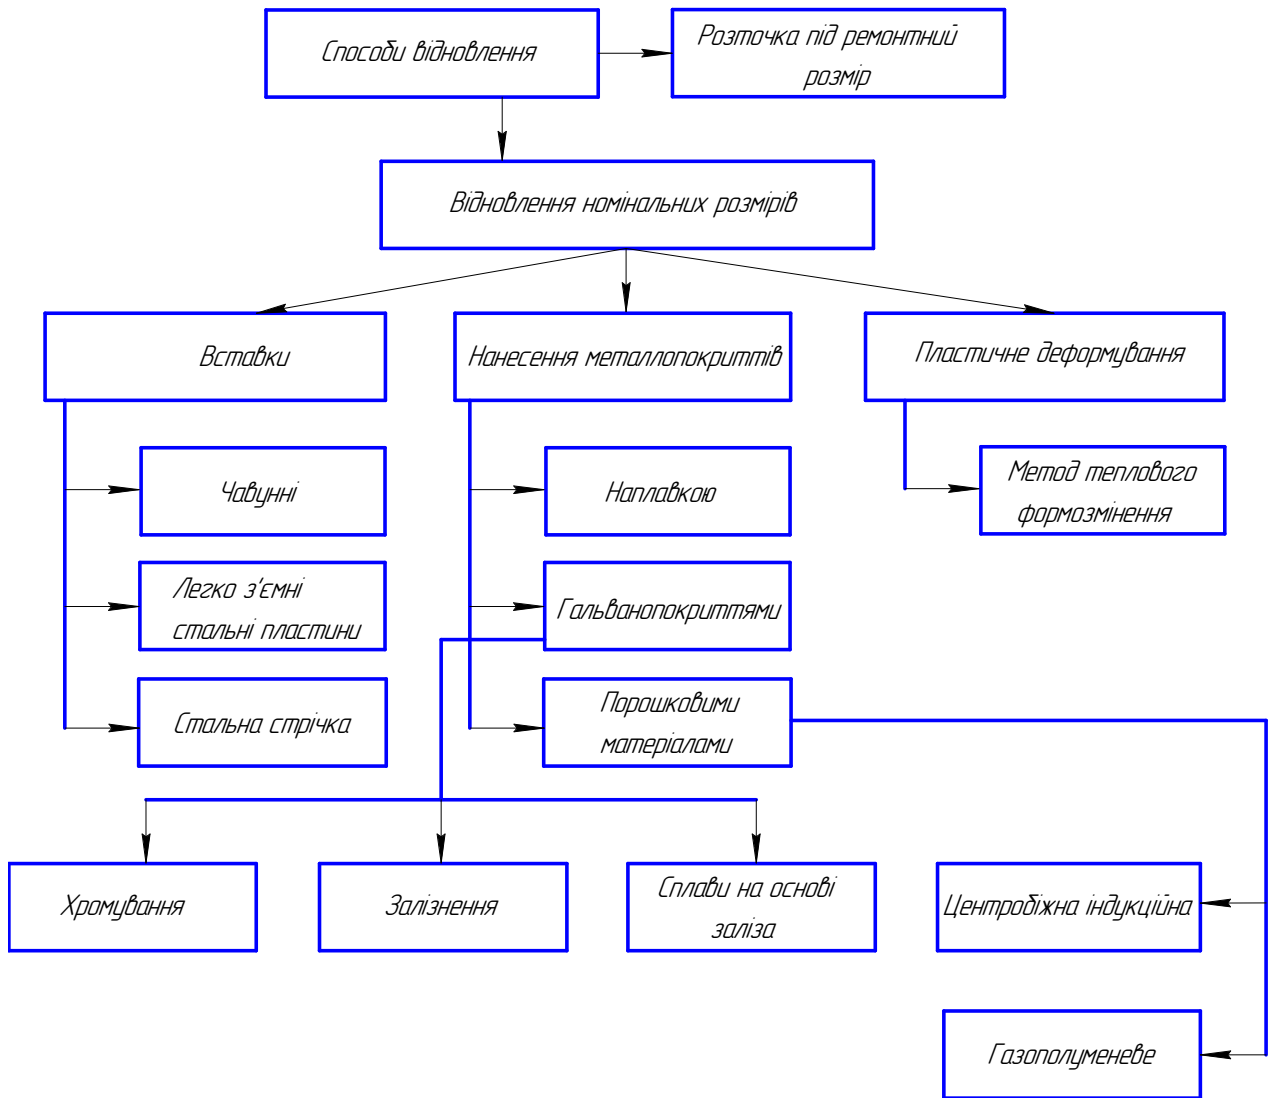 Способи відновлення
Розточка під ремонтний
розмір
Відновлення номінальних розмірів
Вставки
Нанесення металлопокриттів
Пластичне деформування
Чавунні
Наплавкою
Метод теплового
формозмінення
Легко з'ємні
стальні пластини
Гальванопокриттями
Стальна стрічка
Порошковими
матеріалами
Хромування
Залізнення
Сплави на основі
заліза
Центробіжна індукційна
Газополуменеве